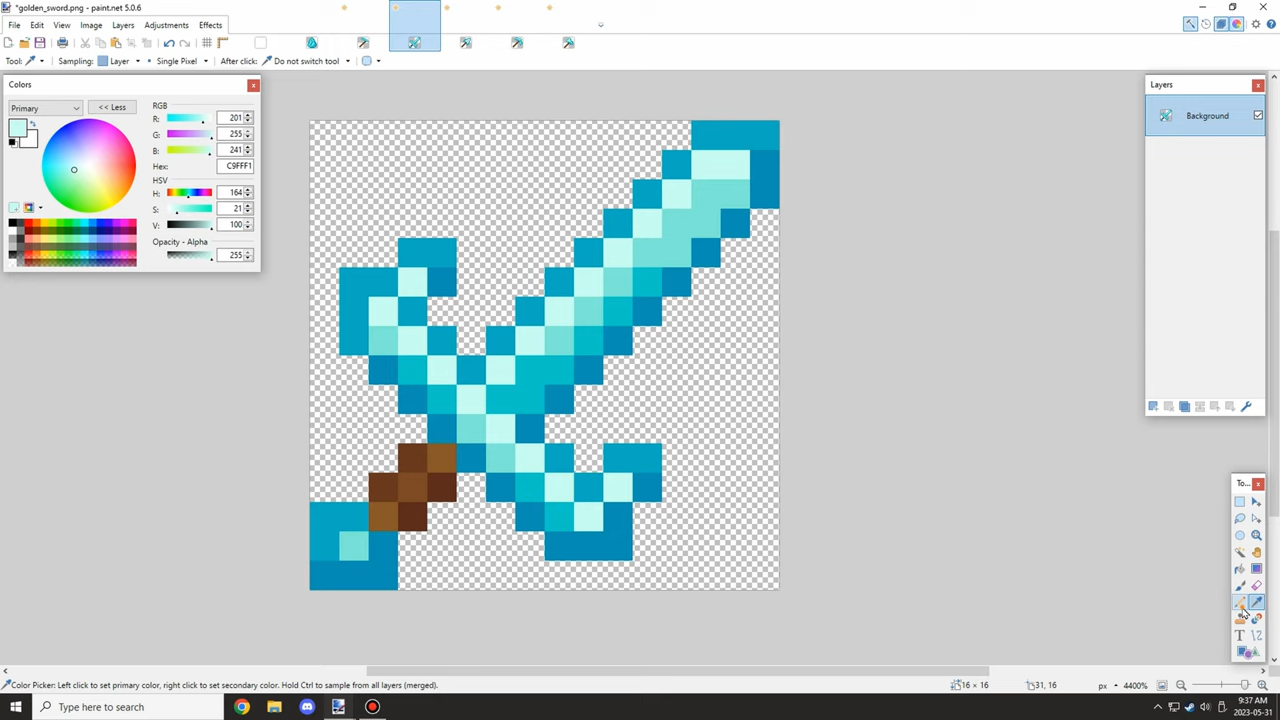 *golden_sword.png - paint.net 5.0.6
File Edit View Image Layers Adjustments Effects
Tool: Sampling: Layer Single Pixel After click: Do not switch tool
Colors
Primary << Less
RGB
R: 201
G: 255
B: 241
Hex: C9FFF1
HSV
H: 164
S: 21
V: 100
Opacity - Alpha
255
Layers
Background
To...
T
Color Picker: Left click to set primary color, right click to set secondary color. Hold Ctrl to sample from all layers (merged).
16 × 16 31, 16 px 4400%
Type here to search
9:37 AM
2023-05-31